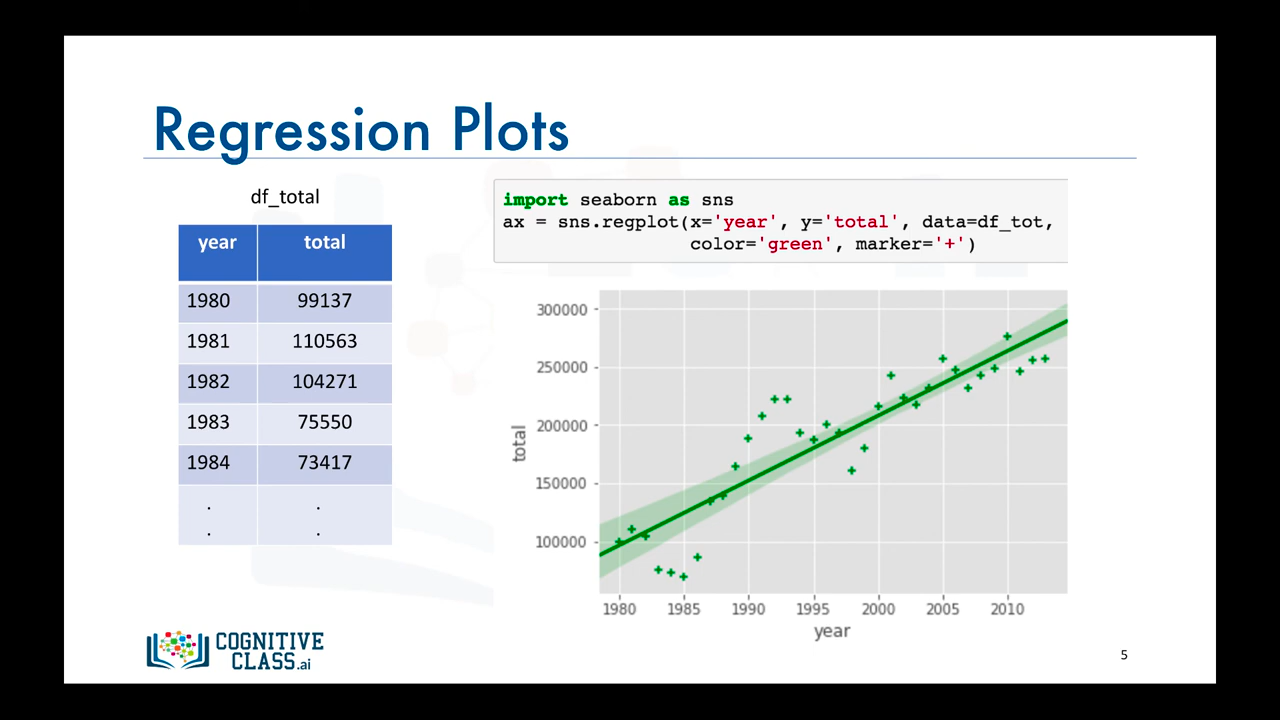 Regression Plots
df_total
year total
1980 99137
1981 110563
1982 104271
1983 75550
1984 73417
. .
. .
import seaborn as sns
ax = sns.regplot(x='year', y='total', data=df_tot,
color='green', marker='+')
300000
250000
200000
150000
100000
total
1980 1985 1990 1995 2000 2005 2010
year
COGNITIVE
CLASS.ai
5